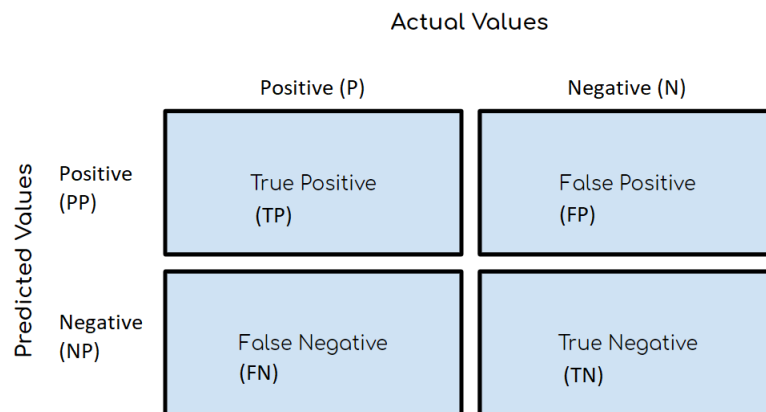 Actual Values
Positive (P)
Negative (N)
Predicted Values
Positive
(PP)
True Positive
(TP)
False Positive
(FP)
Negative
(NP)
False Negative
(FN)
True Negative
(TN)